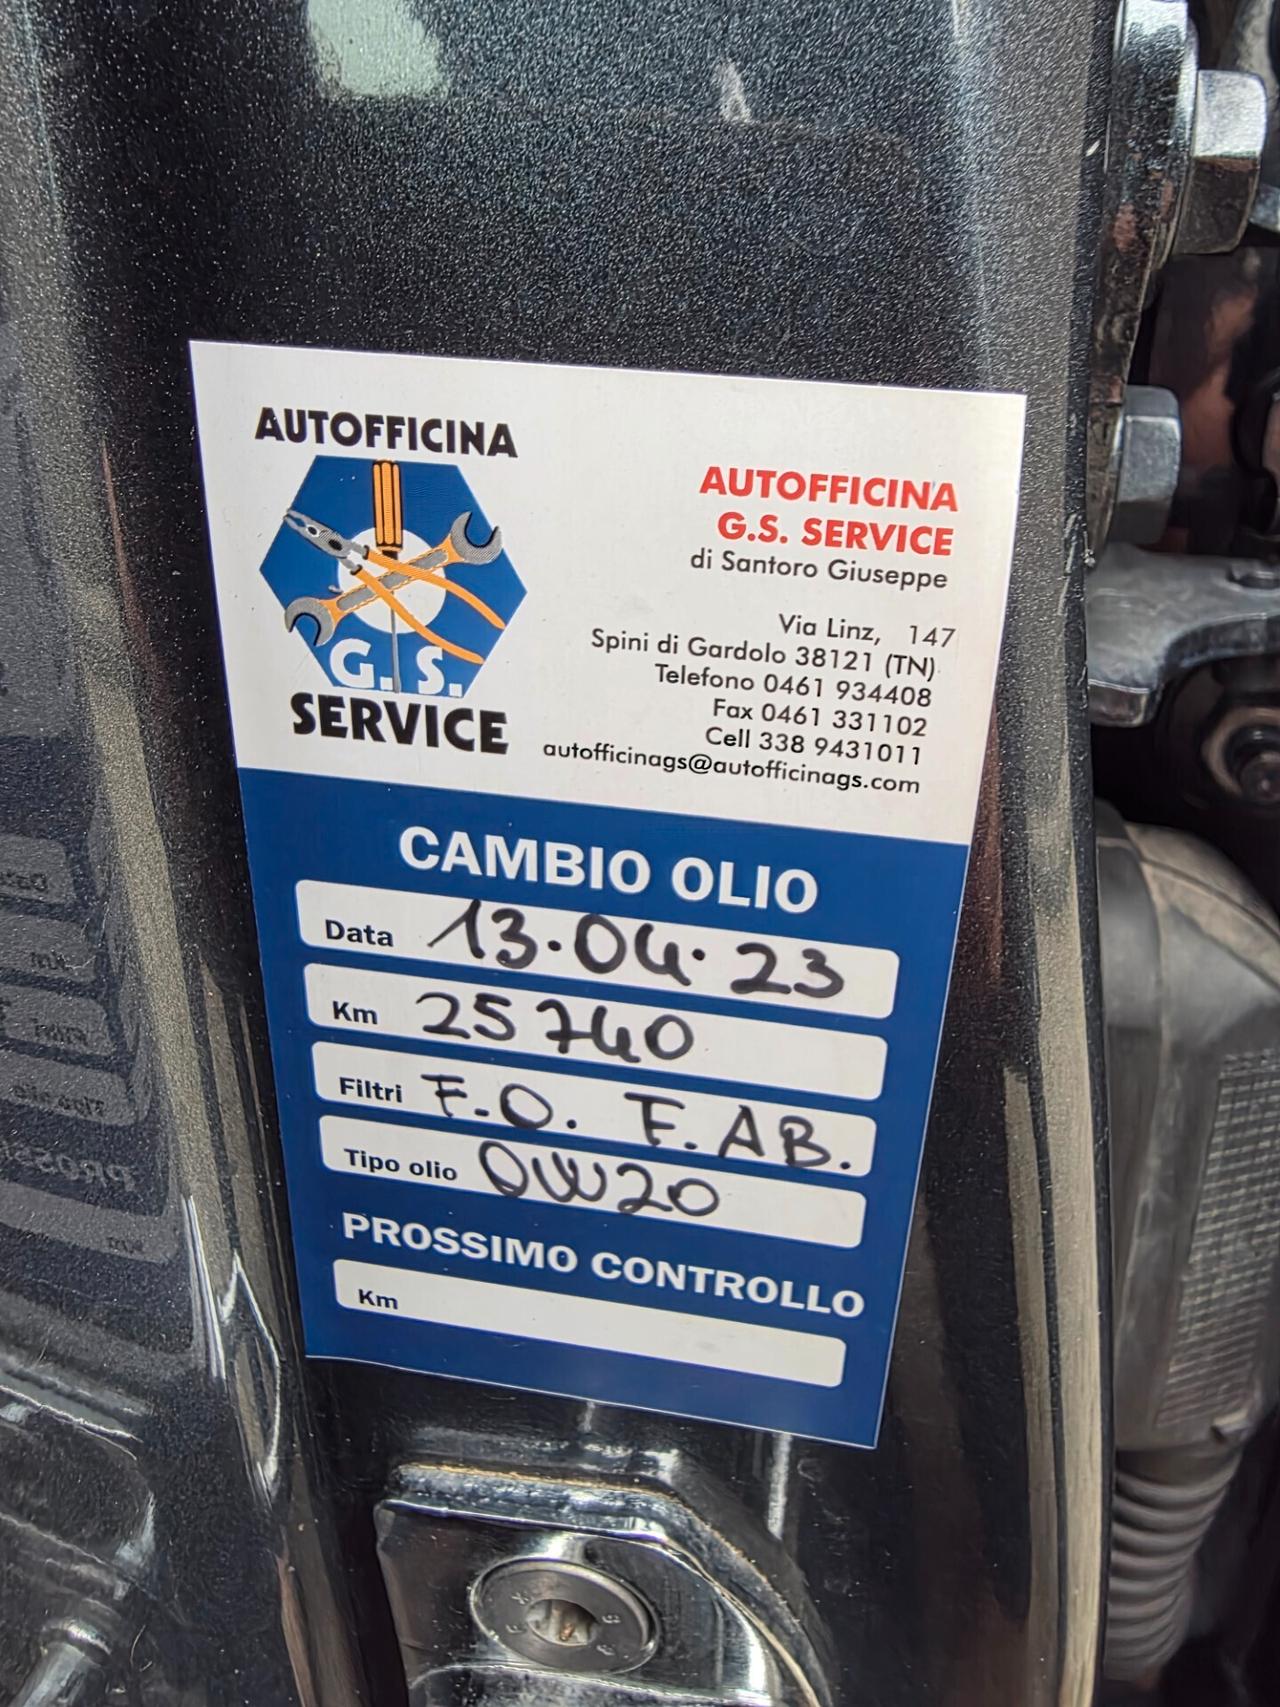 AUTOFFICINA
G. S.
SERVICE
AUTOFFICINA
G.S. SERVICE
di Santoro Giuseppe
Via Linz, 147
Spini di Gardolo 38121 (TN)
Telefono 0461 934408
Fax 0461 331102
Cell 338 9431011
autofficinags@autofficinags.com
CAMBIO OLIO
Data 13.04.23
Km 25740
Filtri F.O. F.AB.
Tipo olio 0W20
PROSSIMO CONTROLLO
Km